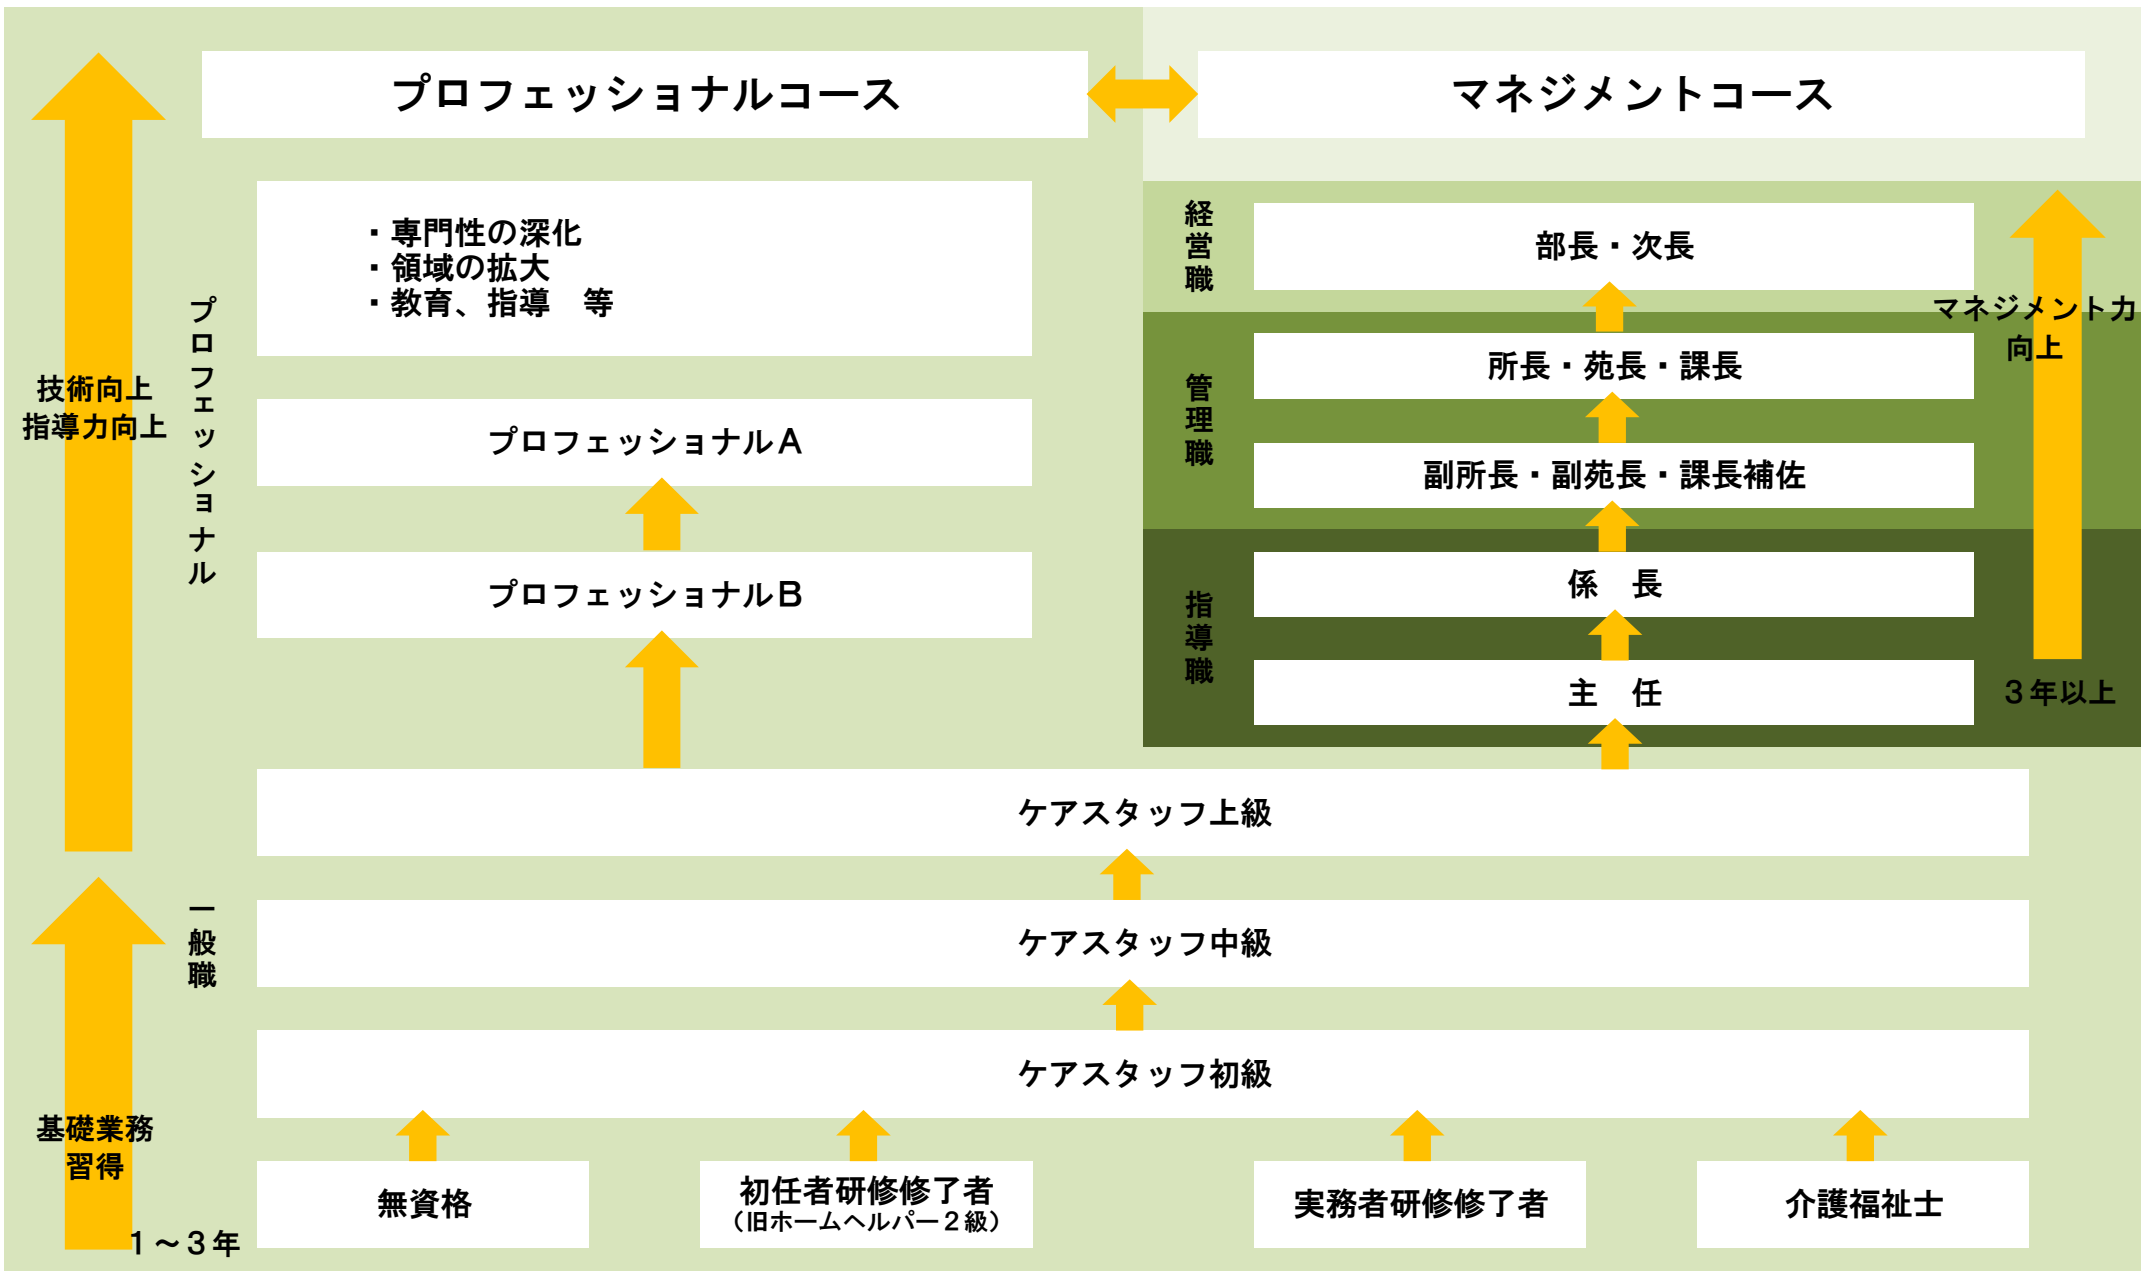 プロフェッショナルコース
マネジメントコース
・専門性の深化
・領域の拡大
・教育、指導　等
プロフェッショナル
技術向上
指導力向上
プロフェッショナルA
プロフェッショナルB
経営職
部長・次長
マネジメント力
向上
管理職
所長・苑長・課長
副所長・副苑長・課長補佐
指導職
係　長
主　任
３年以上
ケアスタッフ上級
一般職
ケアスタッフ中級
ケアスタッフ初級
基礎業務
習得
１～３年
無資格
初任者研修修了者
（旧ホームヘルパー２級）
実務者研修修了者
介護福祉士